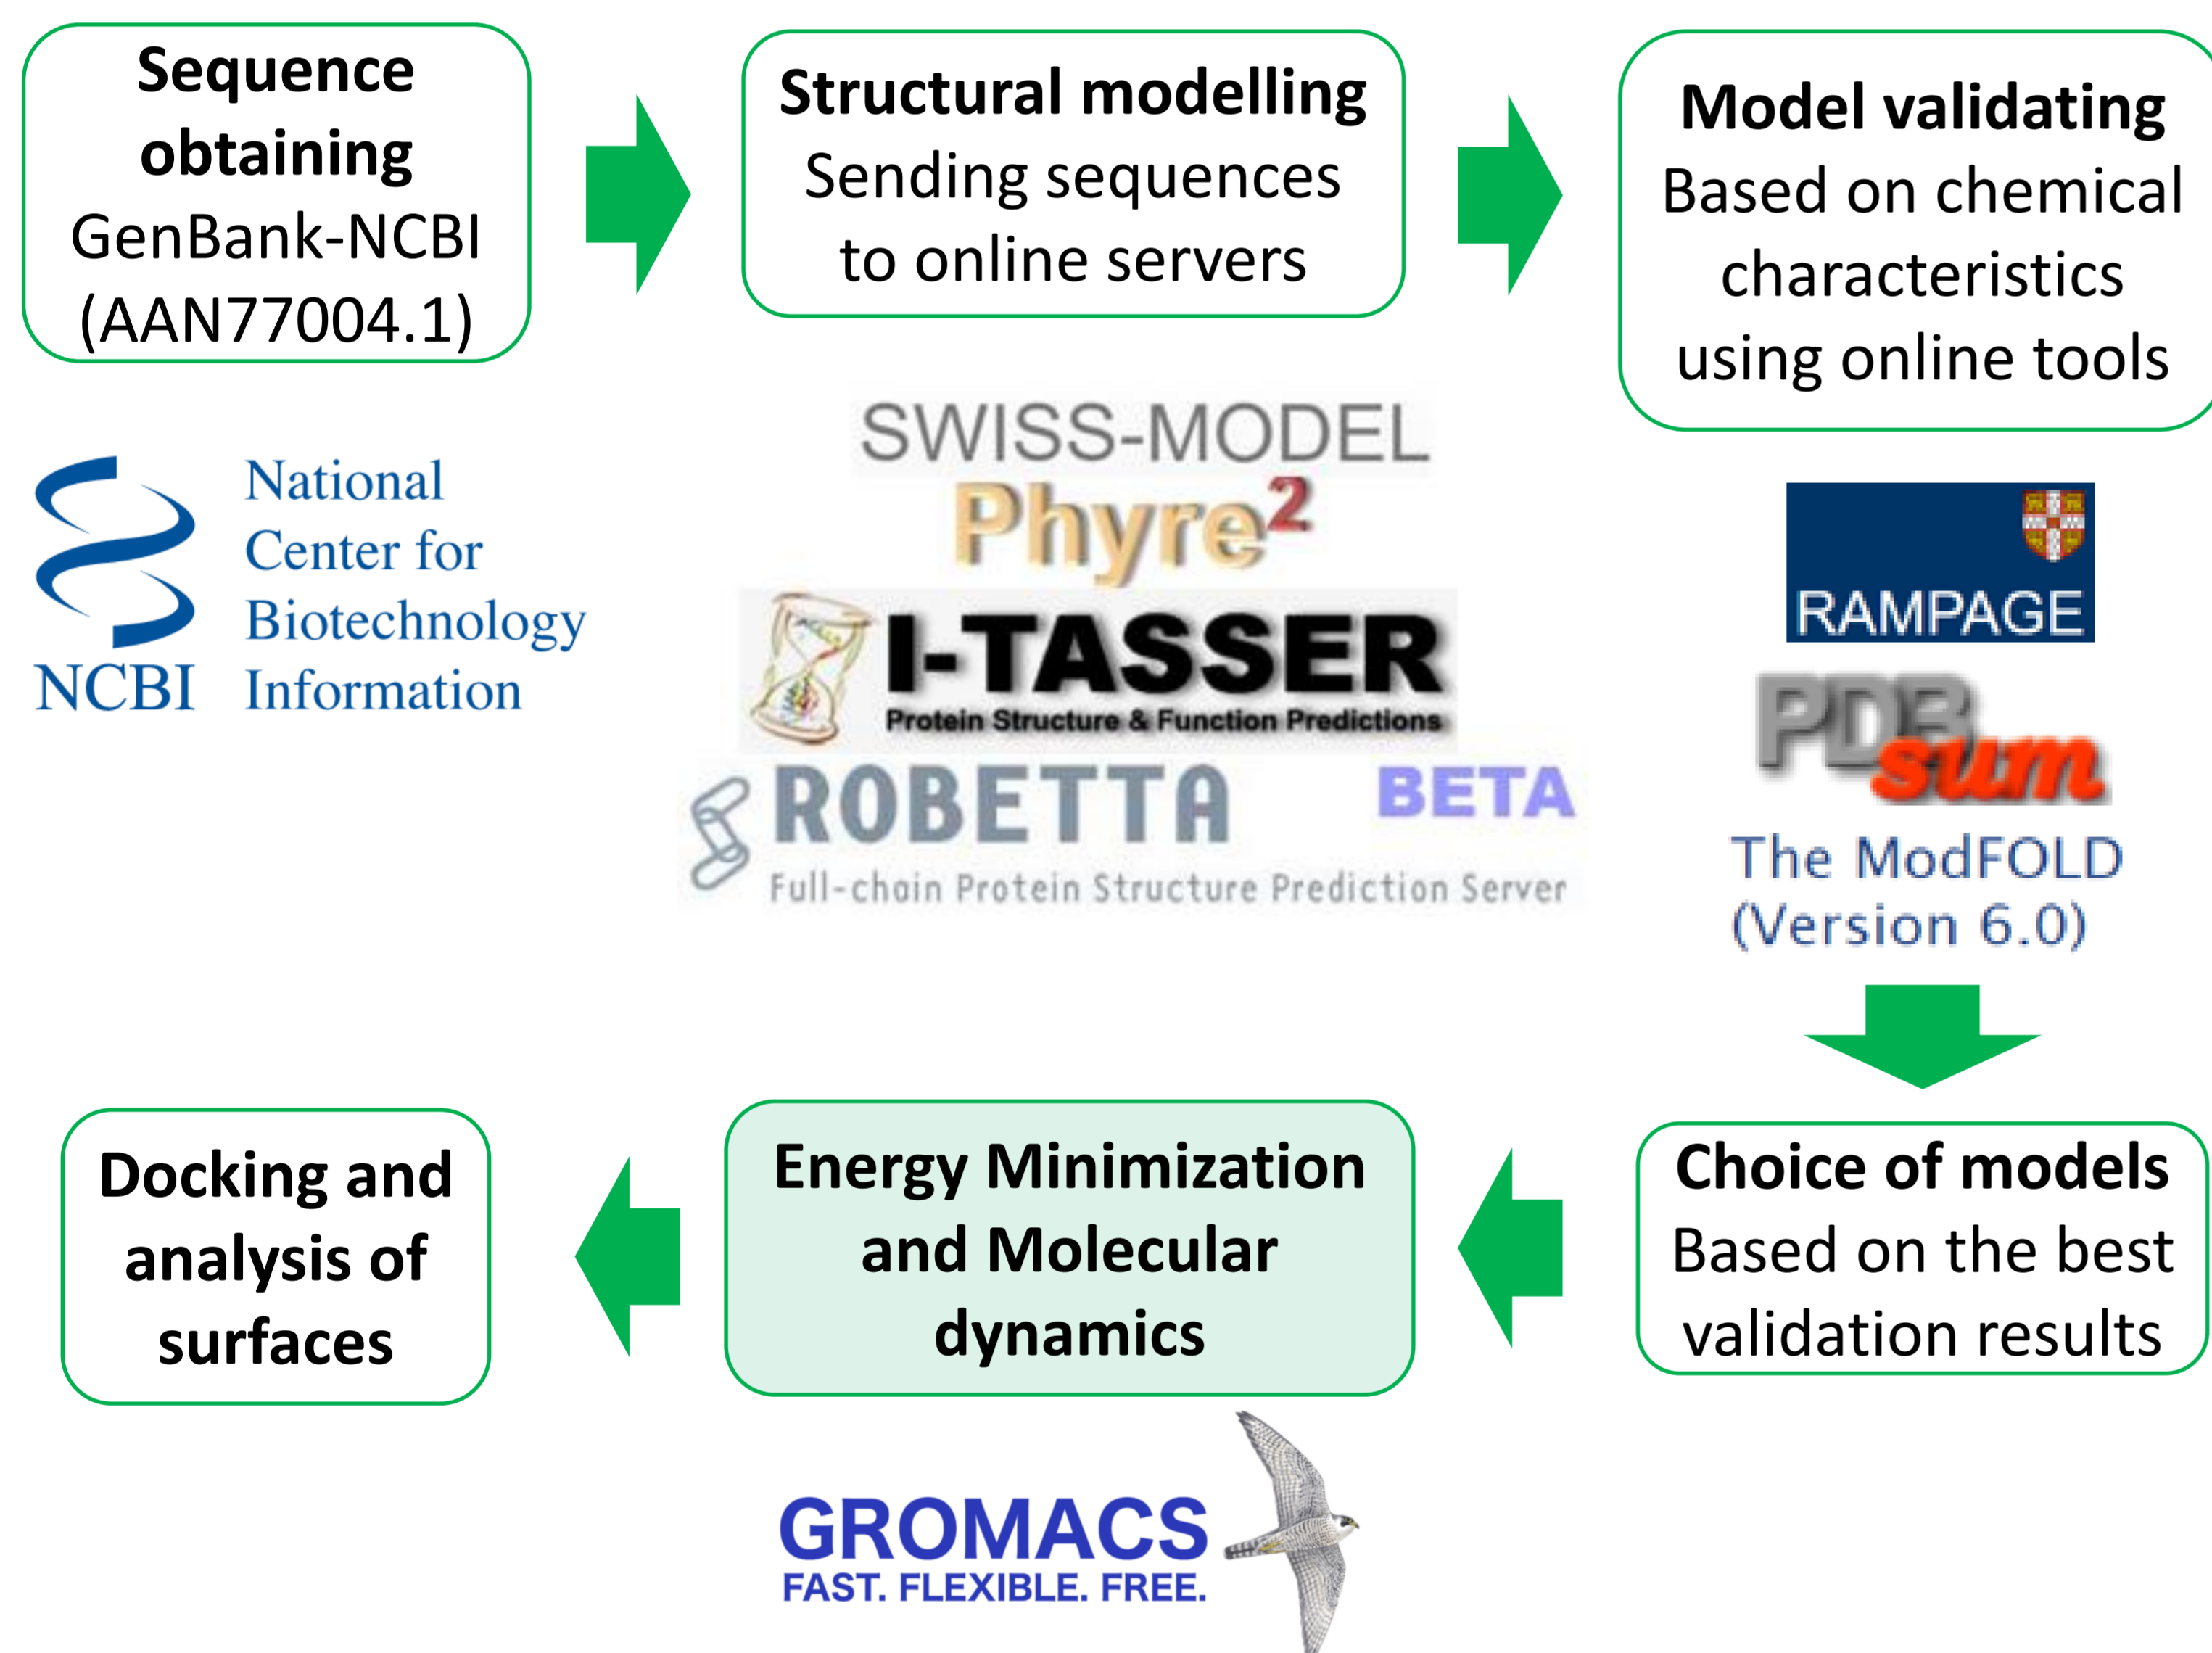 Sequence
obtaining
GenBank-NCBI
(AAN77004.1)
Structural modelling
Sending sequences
to online servers
Model validating
Based on chemical
characteristics
using online tools
NCBI
National
Center for
Biotechnology
Information
SWISS-MODEL
Phyre²
I-TASSER
Protein Structure & Function Predictions
ROBETTA BETA
Full-chain Protein Structure Prediction Server
RAMPAGE
PDBsum
The ModFOLD
(Version 6.0)
Choice of models
Based on the best
validation results
Energy Minimization
and Molecular
dynamics
GROMACS
FAST. FLEXIBLE. FREE.
Docking and
analysis of
surfaces